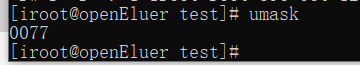 [iroot@openEluer test]# umask
0077
[iroot@openEluer test]#